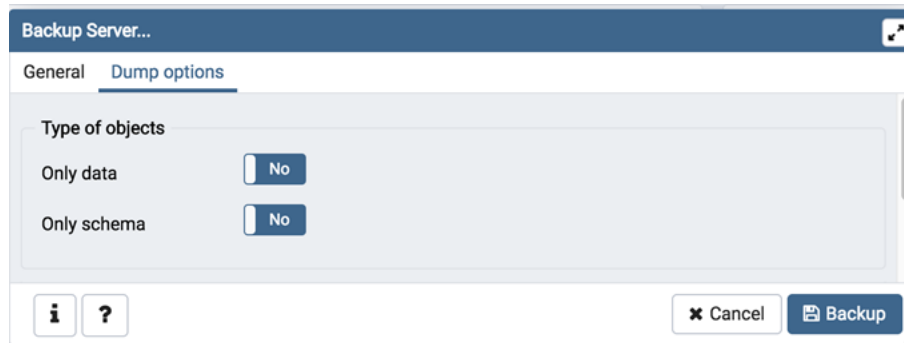 Backup Server...
General Dump options
Type of objects
Only data No
Only schema No
i ? Cancel Backup